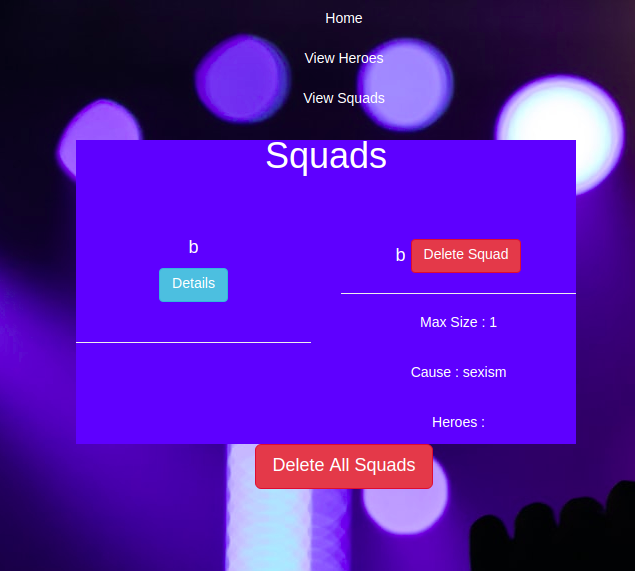 Home
View Heroes
View Squads
Squads
b
Details
b Delete Squad
Max Size : 1
Cause : sexism
Heroes :
Delete All Squads